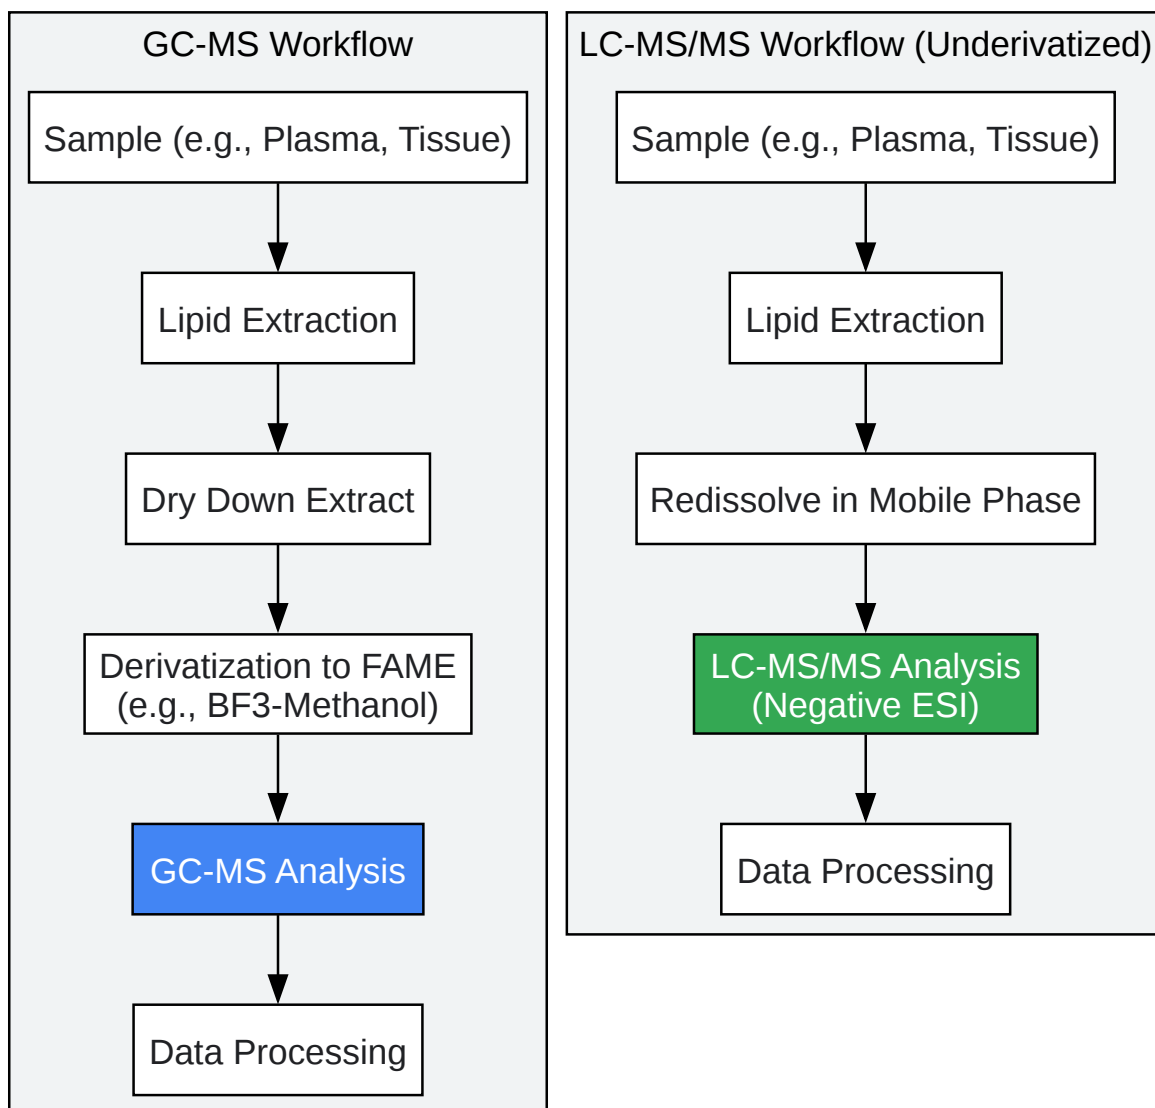 GC-MS Workflow
Sample (e.g., Plasma, Tissue)
Lipid Extraction
Dry Down Extract
Derivatization to FAME
(e.g., BF3-Methanol)
GC-MS Analysis
Data Processing
LC-MS/MS Workflow (Underivatized)
Sample (e.g., Plasma, Tissue)
Lipid Extraction
Redissolve in Mobile Phase
LC-MS/MS Analysis
(Negative ESI)
Data Processing